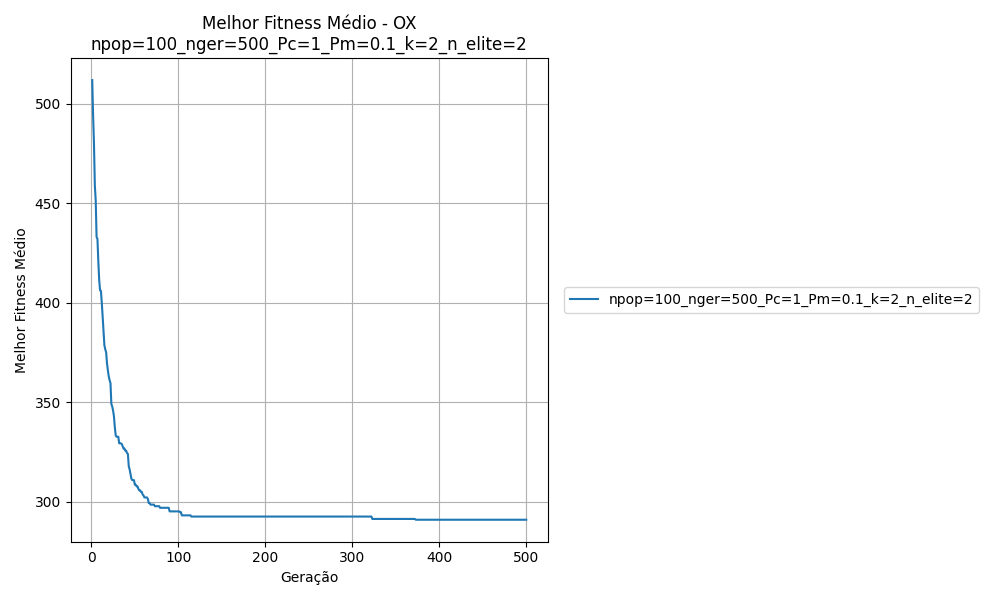 Melhor Fitness Médio - OX
npop=100_nger=500_Pc=1_Pm=0.1_k=2_n_elite=2
500
450
400
350
300
Melhor Fitness Médio
0
100
200
300
400
500
Geração
npop=100_nger=500_Pc=1_Pm=0.1_k=2_n_elite=2